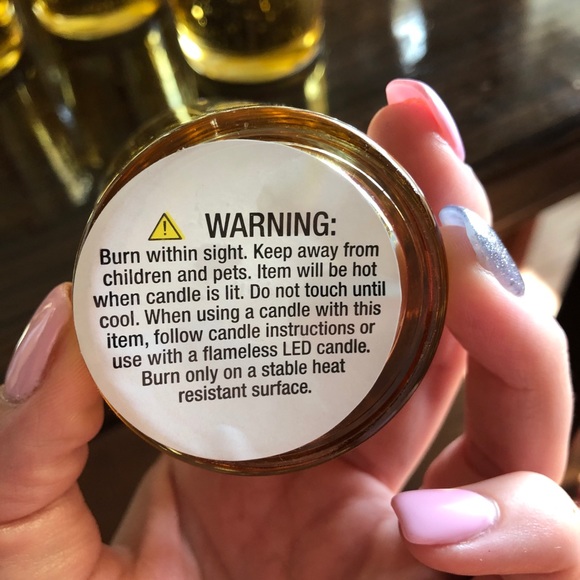 WARNING:
Burn within sight. Keep away from
children and pets. Item will be hot
when candle is lit. Do not touch until
cool. When using a candle with this
item, follow candle instructions or
use with a flameless LED candle.
Burn only on a stable heat
resistant surface.